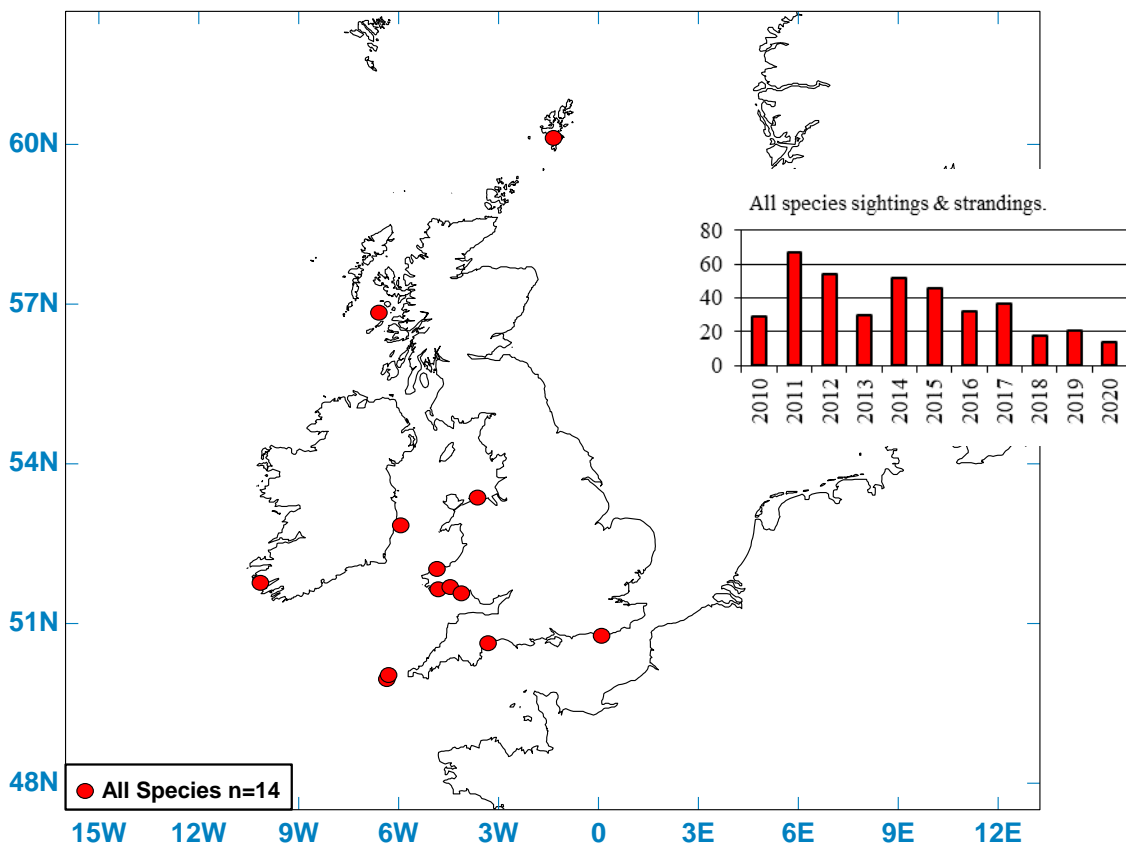 60N
57N
54N
51N
48N
All species sightings & strandings.
80
60
40
20
0
2010 2011 2012 2013 2014 2015 2016 2017 2018 2019 2020
All Species n=14
15W 12W 9W 6W 3W 0 3E 6E 9E 12E